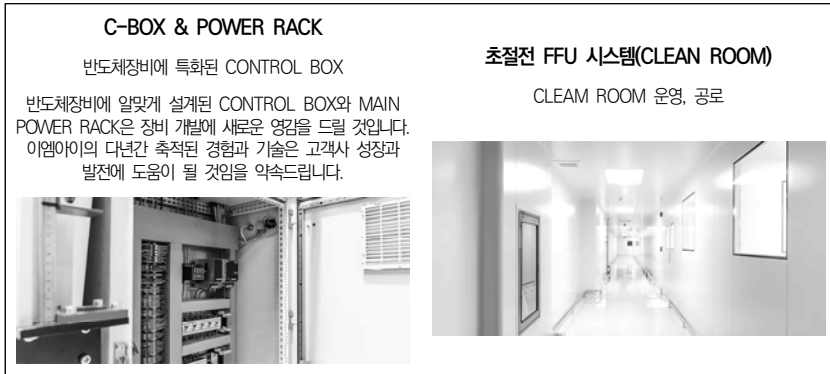 C-BOX & POWER RACK
반도체장비에 특화된 CONTROL BOX
반도체장비에 알맞게 설계된 CONTROL BOX와 MAIN
POWER RACK은 장비 개발에 새로운 영감을 드릴 것입니다.
이엠아이의 다년간 축적된 경험과 기술은 고객사 성장과
발전에 도움이 될 것임을 약속드립니다.
초절전 FFU 시스템(CLEAN ROOM)
CLEAM ROOM 운영, 공로